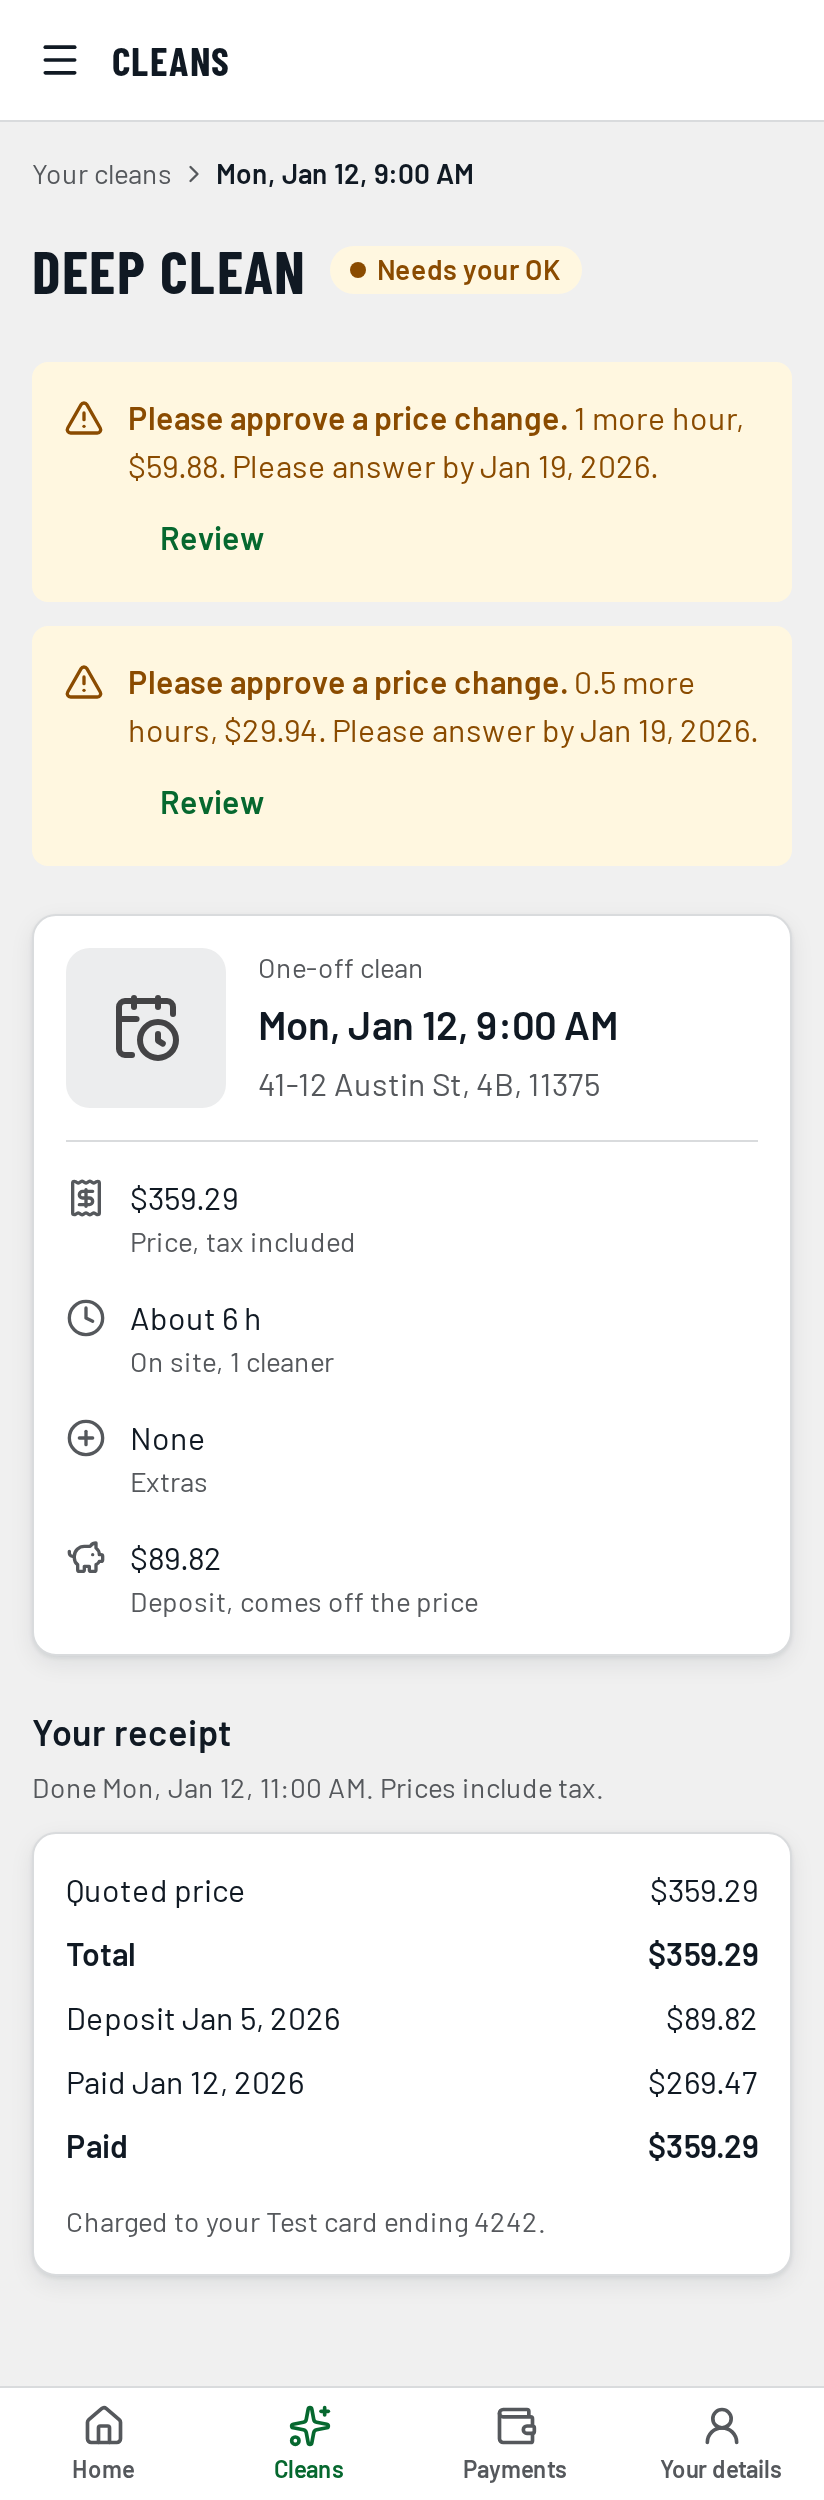 CLEANS
Your cleans > Mon, Jan 12, 9:00 AM
DEEP CLEAN
Needs your OK
Please approve a price change. 1 more hour,
$59.88. Please answer by Jan 19, 2026.
Review
Please approve a price change. 0.5 more
hours, $29.94. Please answer by Jan 19, 2026.
Review
One-off clean
Mon, Jan 12, 9:00 AM
41-12 Austin St, 4B, 11375
$359.29
Price, tax included
About 6 h
On site, 1 cleaner
None
Extras
$89.82
Deposit, comes off the price
Your receipt
Done Mon, Jan 12, 11:00 AM. Prices include tax.
Quoted price $359.29
Total $359.29
Deposit Jan 5, 2026 $89.82
Paid Jan 12, 2026 $269.47
Paid $359.29
Charged to your Test card ending 4242.
Home Cleans Payments Your details